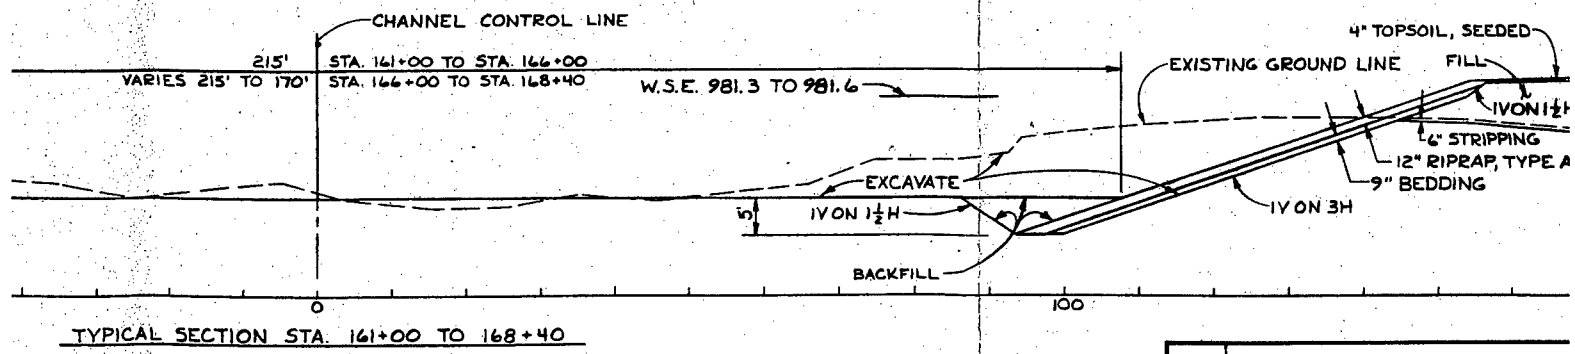 CHANNEL CONTROL LINE
4" TOPSOIL, SEEDED
215' STA. 161+00 TO STA. 166+00
VARIES 215' TO 170' STA. 166+00 TO STA. 168+40
W.S.E. 981.3 TO 981.6
EXISTING GROUND LINE
FILL
1V ON 1½H
6" STRIPPING
12" RIPRAP, TYPE A
9" BEDDING
EXCAVATE
5'
1V ON 1½H
1V ON 3H
BACKFILL
0
100
TYPICAL SECTION STA. 161+00 TO 168+40